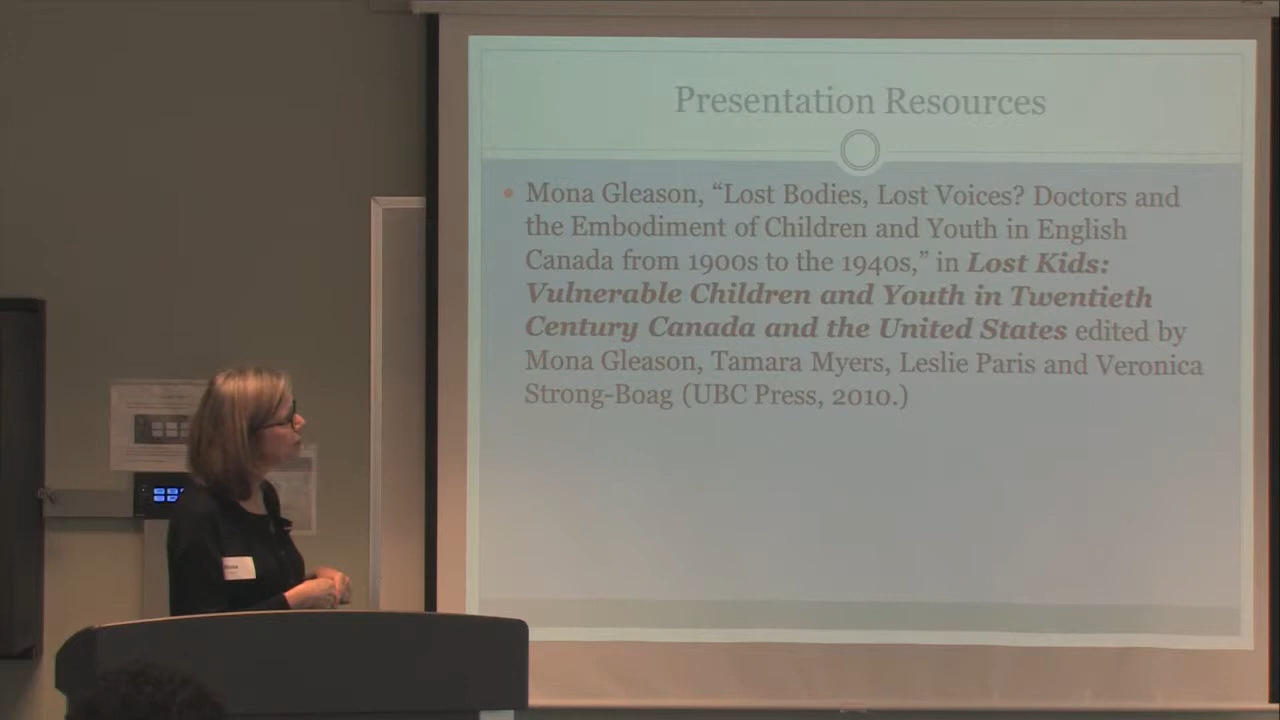 Presentation Resources
• Mona Gleason, “Lost Bodies, Lost Voices? Doctors and
the Embodiment of Children and Youth in English
Canada from 1900s to the 1940s,” in Lost Kids:
Vulnerable Children and Youth in Twentieth
Century Canada and the United States edited by
Mona Gleason, Tamara Myers, Leslie Paris and Veronica
Strong-Boag (UBC Press, 2010.)